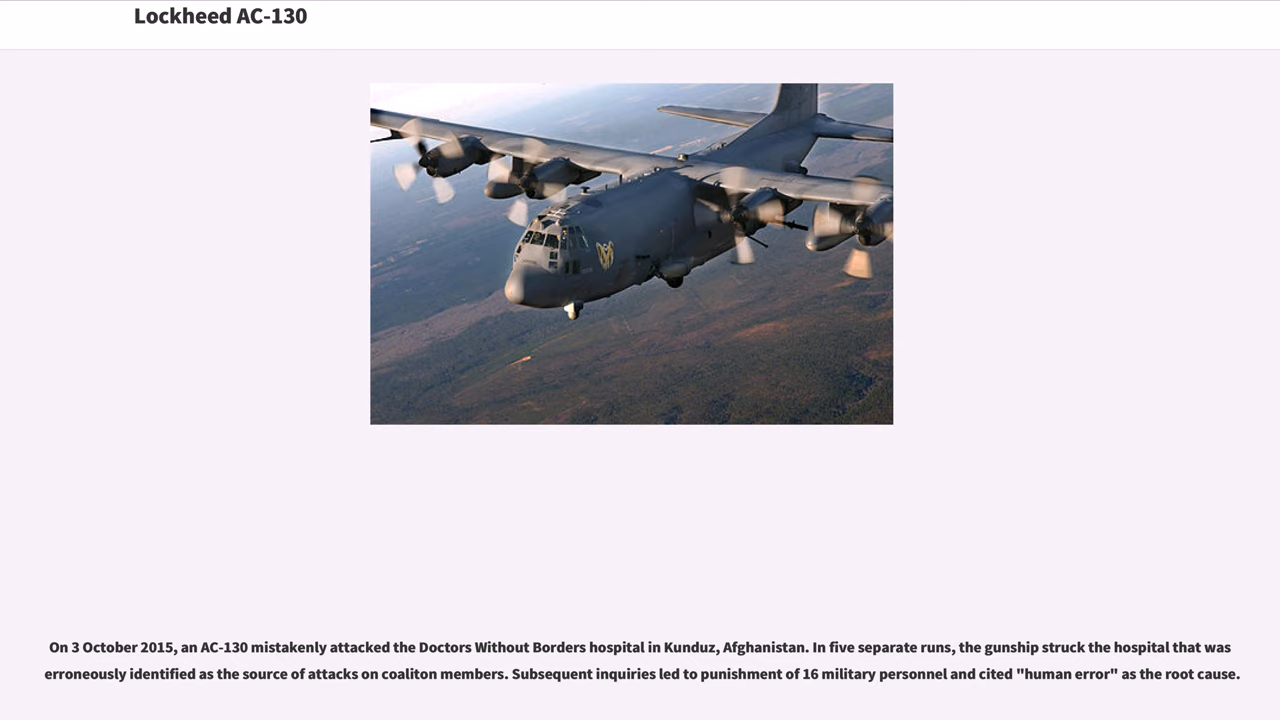 Lockheed AC-130
On 3 October 2015, an AC-130 mistakenly attacked the Doctors Without Borders hospital in Kunduz, Afghanistan. In five separate runs, the gunship struck the hospital that was
erroneously identified as the source of attacks on coaliton members. Subsequent inquiries led to punishment of 16 military personnel and cited "human error" as the root cause.